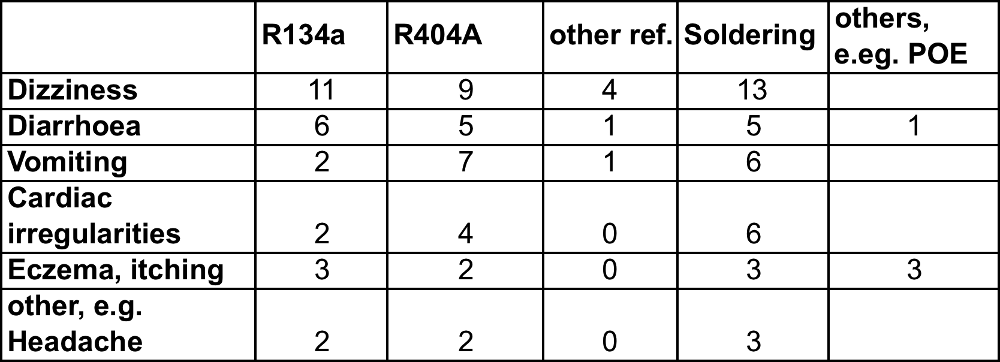 R134a R404A other ref. Soldering others,
e.eg. POE
Dizziness 11 9 4 13
Diarrhoea 6 5 1 5 1
Vomiting 2 7 1 6
Cardiac
irregularities 2 4 0 6
Eczema, itching 3 2 0 3 3
other, e.g.
Headache 2 2 0 3